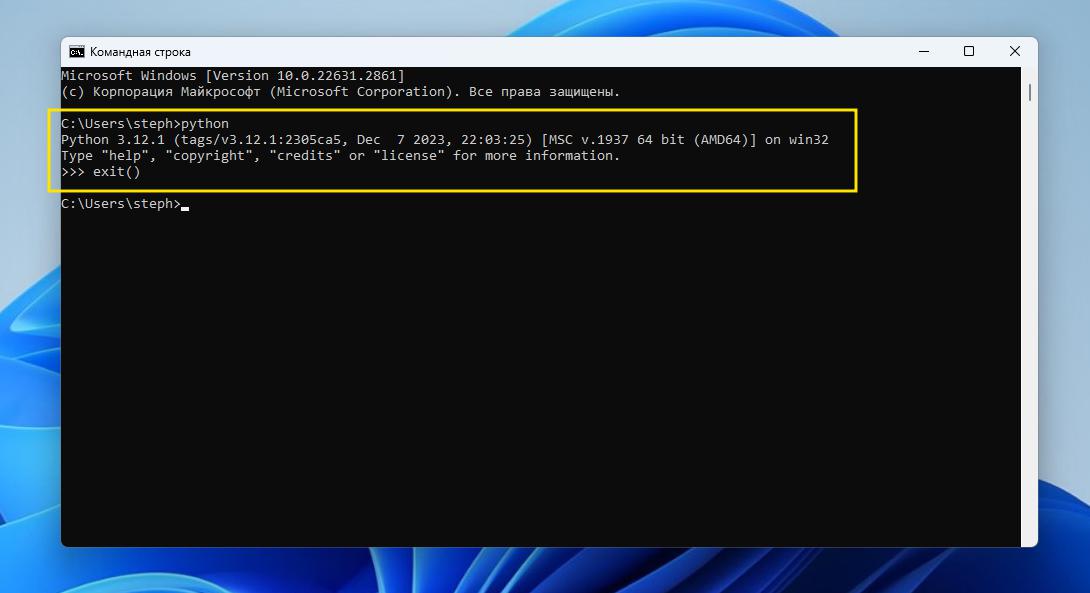 Командная строка
Microsoft Windows [Version 10.0.22631.2861]
(c) Корпорация Майкрософт (Microsoft Corporation). Все права защищены.
C:\Users\steph>python
Python 3.12.1 (tags/v3.12.1:2305ca5, Dec  7 2023, 22:03:25) [MSC v.1937 64 bit (AMD64)] on win32
Type "help", "copyright", "credits" or "license" for more information.
>>> exit()
C:\Users\steph>